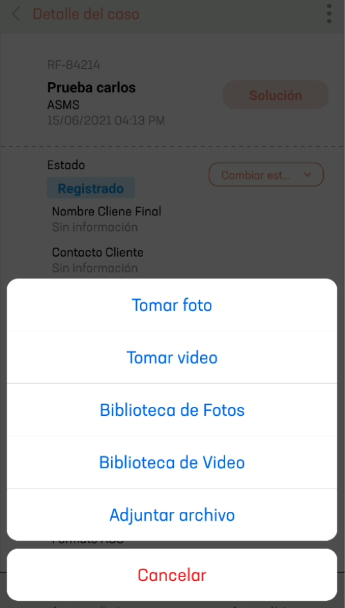 Detalle del caso
RF-84214
Prueba carlos
ASMS
Solución
15/06/2021 04:13 PM
Estado
Cambiar est...
Registrado
Nombre Cliene Final
Sin información
Contacto Cliente
Sin información
Tomar foto
Tomar video
Biblioteca de Fotos
Biblioteca de Video
Adjuntar archivo
Cancelar